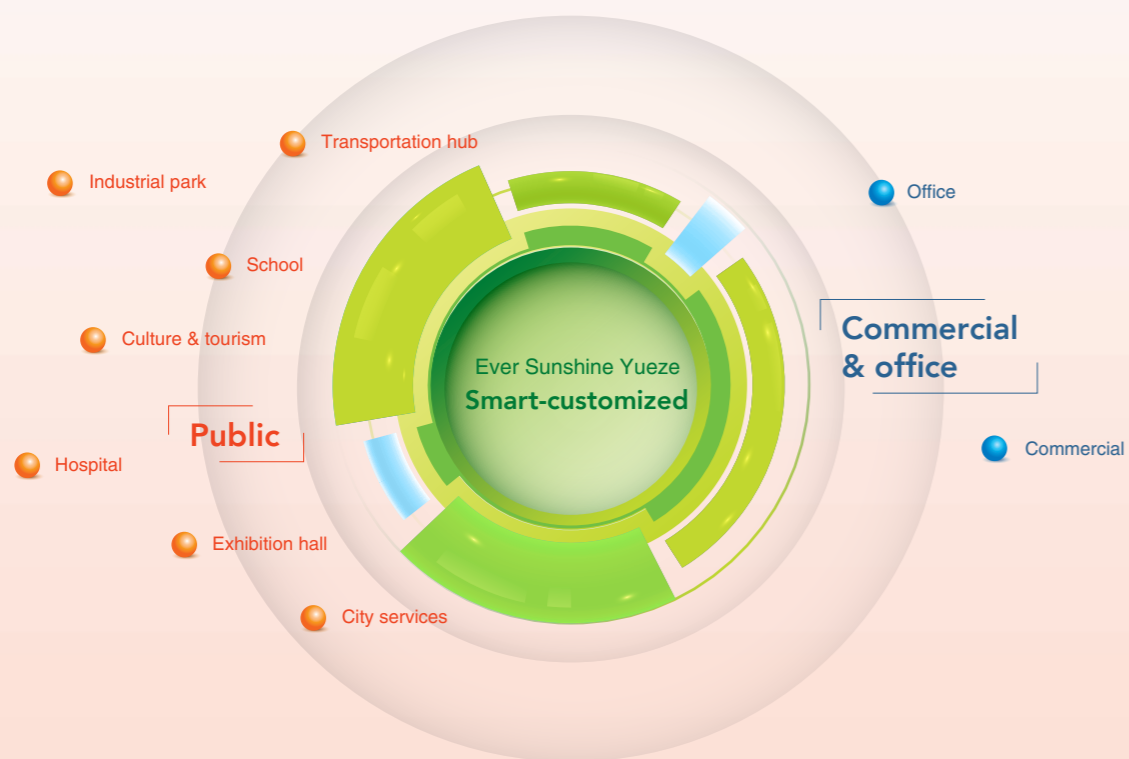 Transportation hub
Industrial park
School
Culture & tourism
Public
Hospital
Exhibition hall
City services
Ever Sunshine Yueze
Smart-customized
Office
Commercial
& office
Commercial